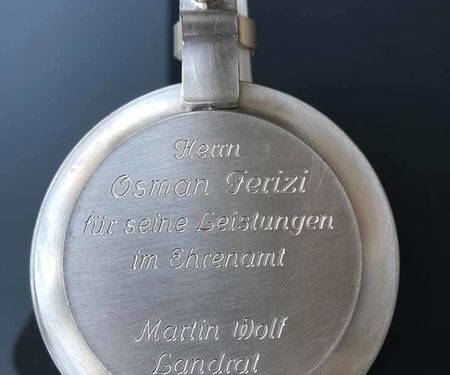 Herrn
Osman Ferizi
für seine Leistungen
im Ehrenamt
Martin Wolf
Landrat